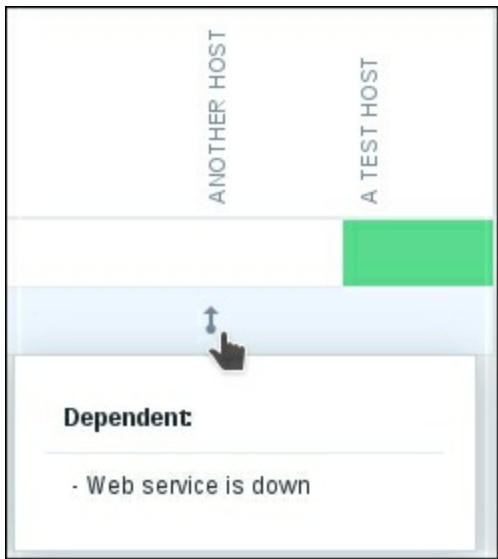 ANOTHER HOST
A TEST HOST
Dependent:
- Web service is down